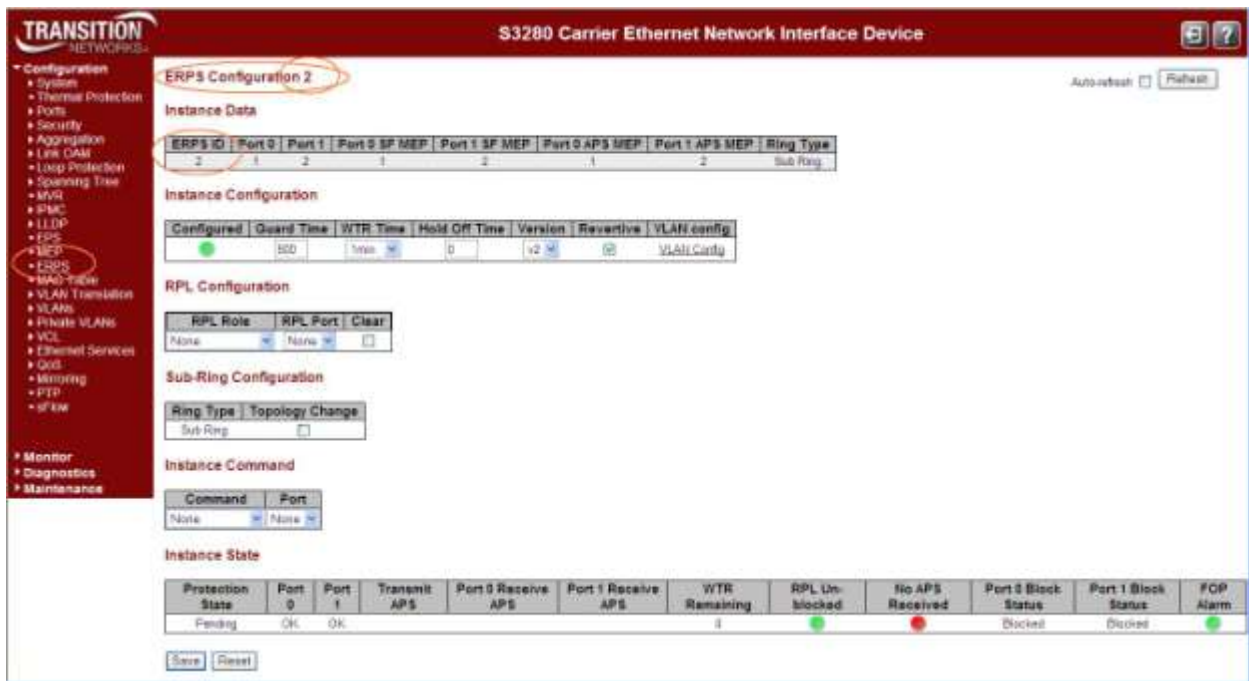 TRANSITION
NETWORKS
S3280 Carrier Ethernet Network Interface Device
?
Configuration
System
Thermal Protection
Ports
Security
Aggregation
Link OAM
Loop Protection
Spanning Tree
MVR
IPMC
LLDP
EPS
MEP
ERPS
MAC Table
VLAN Translation
VLANs
Private VLANs
VCL
Ethernet Services
QoS
Mirroring
PTP
sFlow
Monitor
Diagnostics
Maintenance
ERPS Configuration 2
Auto-refresh Refresh
Instance Data
ERPS ID Port 0 Port 1 Port 0 SF MEP Port 1 SF MEP Port 0 APS MEP Port 1 APS MEP Ring Type
2 1 2 1 2 1 2 Sub Ring
Instance Configuration
Configured Guard Time WTR Time Hold Off Time Version Revertive VLAN config
500 1min 0 v2 VLAN Config
RPL Configuration
RPL Role RPL Port Clear
None None
Sub-Ring Configuration
Ring Type Topology Change
Sub Ring
Instance Command
Command Port
None None
Instance State
Protection State Port 0 Port 1 Transmit APS Port 0 Receive APS Port 1 Receive APS WTR Remaining RPL Un-blocked No APS Received Port 0 Block Status Port 1 Block Status FOP Alarm
Pending OK OK 0 Blocked Blocked
Save Reset